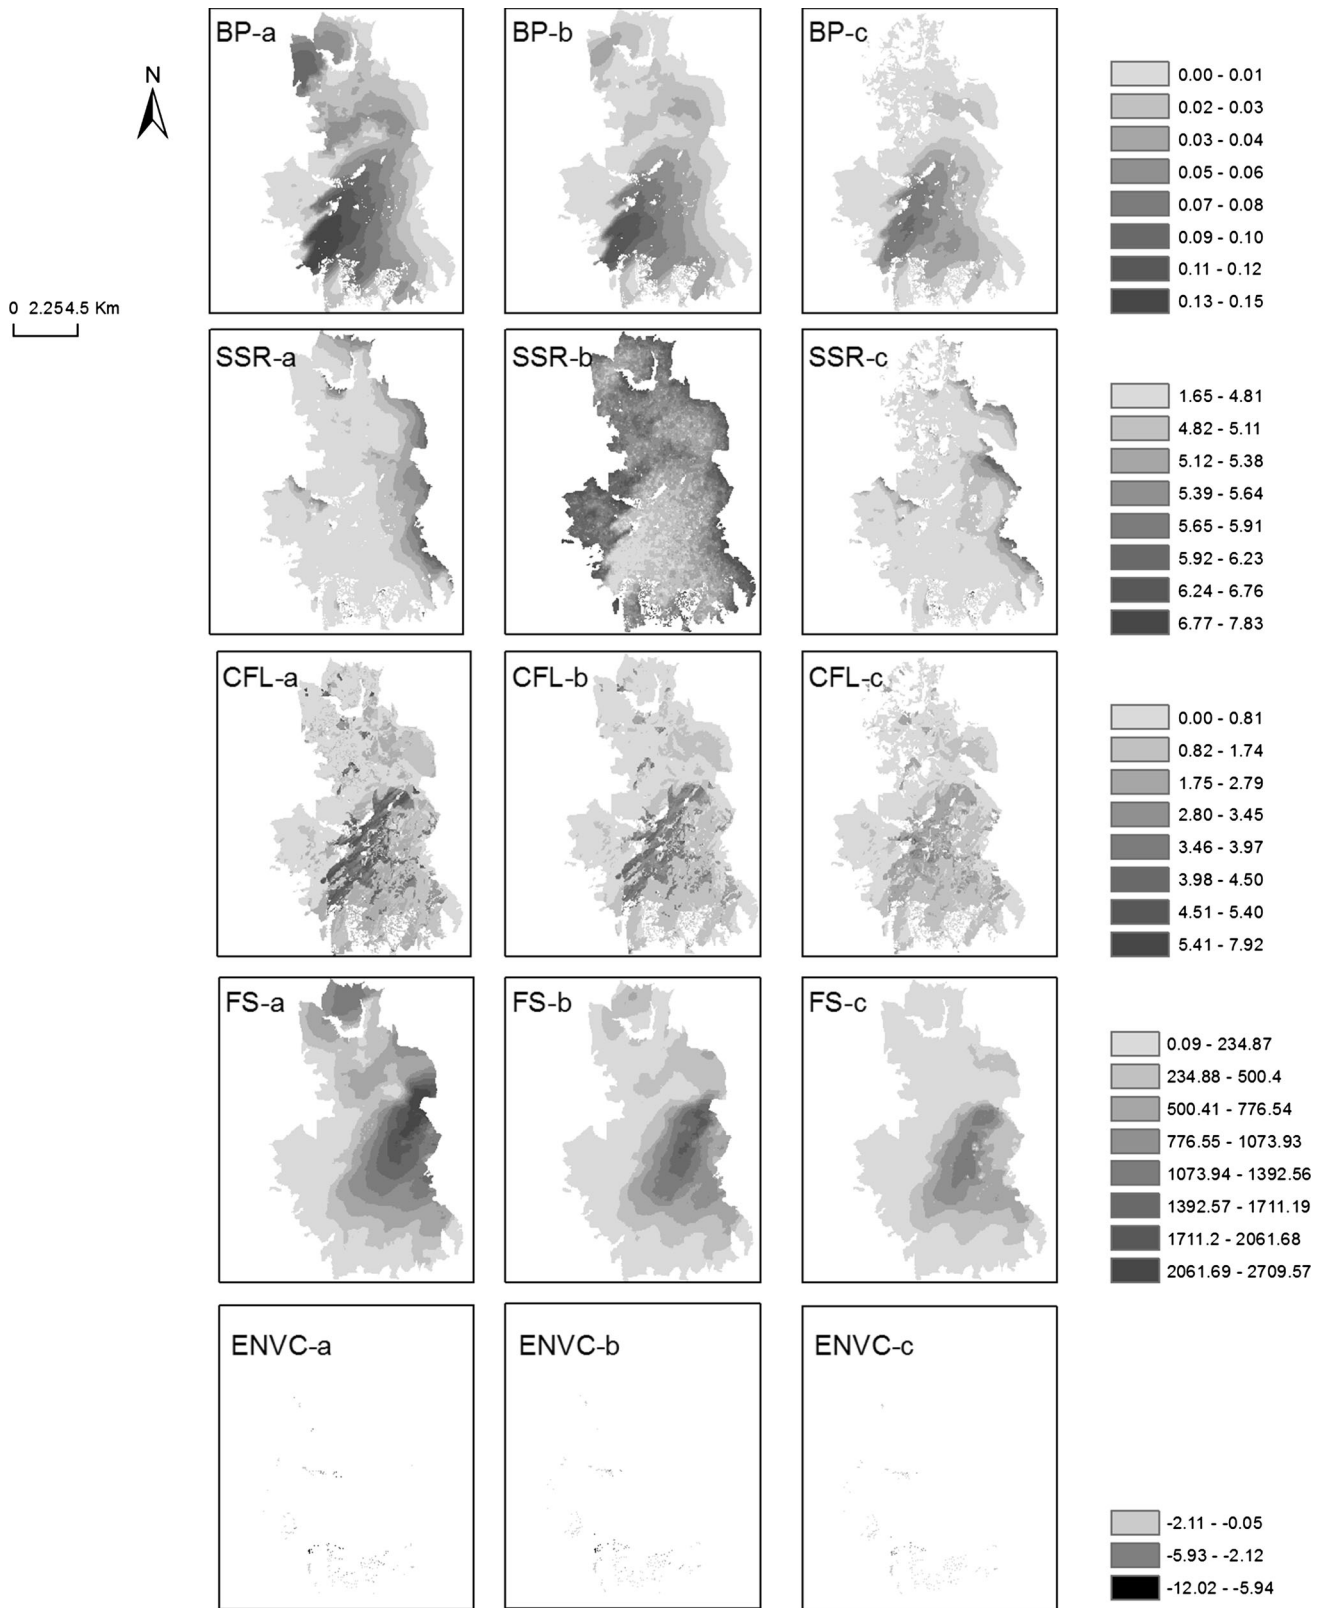 BP-a
BP-b
BP-c
N
0.00 - 0.01
0.02 - 0.03
0.03 - 0.04
0.05 - 0.06
0.07 - 0.08
0.09 - 0.10
0.11 - 0.12
0.13 - 0.15
0 2.254.5 Km
SSR-a
SSR-b
SSR-c
1.65 - 4.81
4.82 - 5.11
5.12 - 5.38
5.39 - 5.64
5.65 - 5.91
5.92 - 6.23
6.24 - 6.76
6.77 - 7.83
CFL-a
CFL-b
CFL-c
0.00 - 0.81
0.82 - 1.74
1.75 - 2.79
2.80 - 3.45
3.46 - 3.97
3.98 - 4.50
4.51 - 5.40
5.41 - 7.92
FS-a
FS-b
FS-c
0.09 - 234.87
234.88 - 500.4
500.41 - 776.54
776.55 - 1073.93
1073.94 - 1392.56
1392.57 - 1711.19
1711.2 - 2061.68
2061.69 - 2709.57
ENVC-a
ENVC-b
ENVC-c
-2.11 - -0.05
-5.93 - -2.12
-12.02 - -5.94